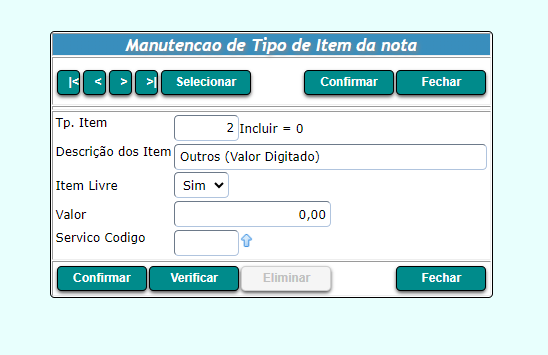 Manutencao de Tipo de Item da nota
|< < > >| Selecionar Confirmar Fechar
Tp. Item 2 Incluir = 0
Descrição dos Item Outros (Valor Digitado)
Item Livre Sim
Valor 0,00
Servico Codigo
Confirmar Verificar Eliminar Fechar